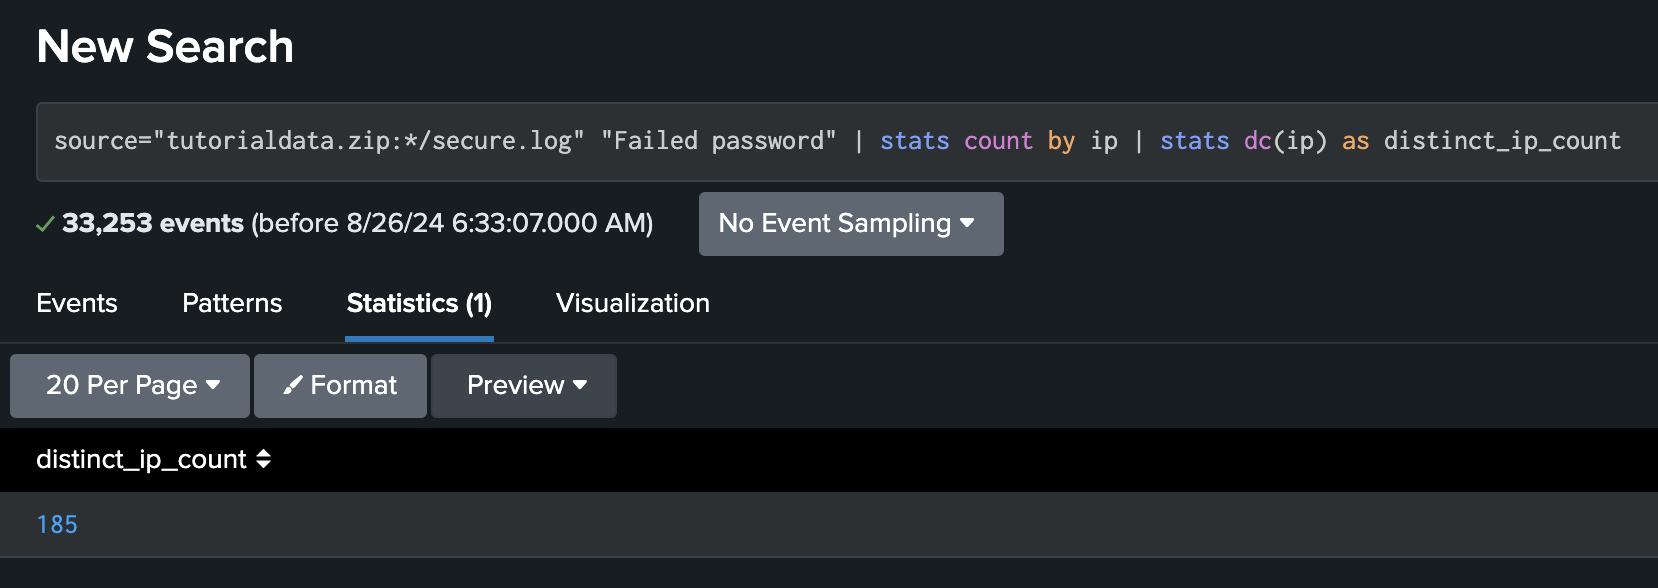 New Search
source="tutorialdata.zip:*/secure.log" "Failed password" | stats count by ip | stats dc(ip) as distinct_ip_count
33,253 events (before 8/26/24 6:33:07.000 AM) No Event Sampling
Events Patterns Statistics (1) Visualization
20 Per Page Format Preview
distinct_ip_count
185